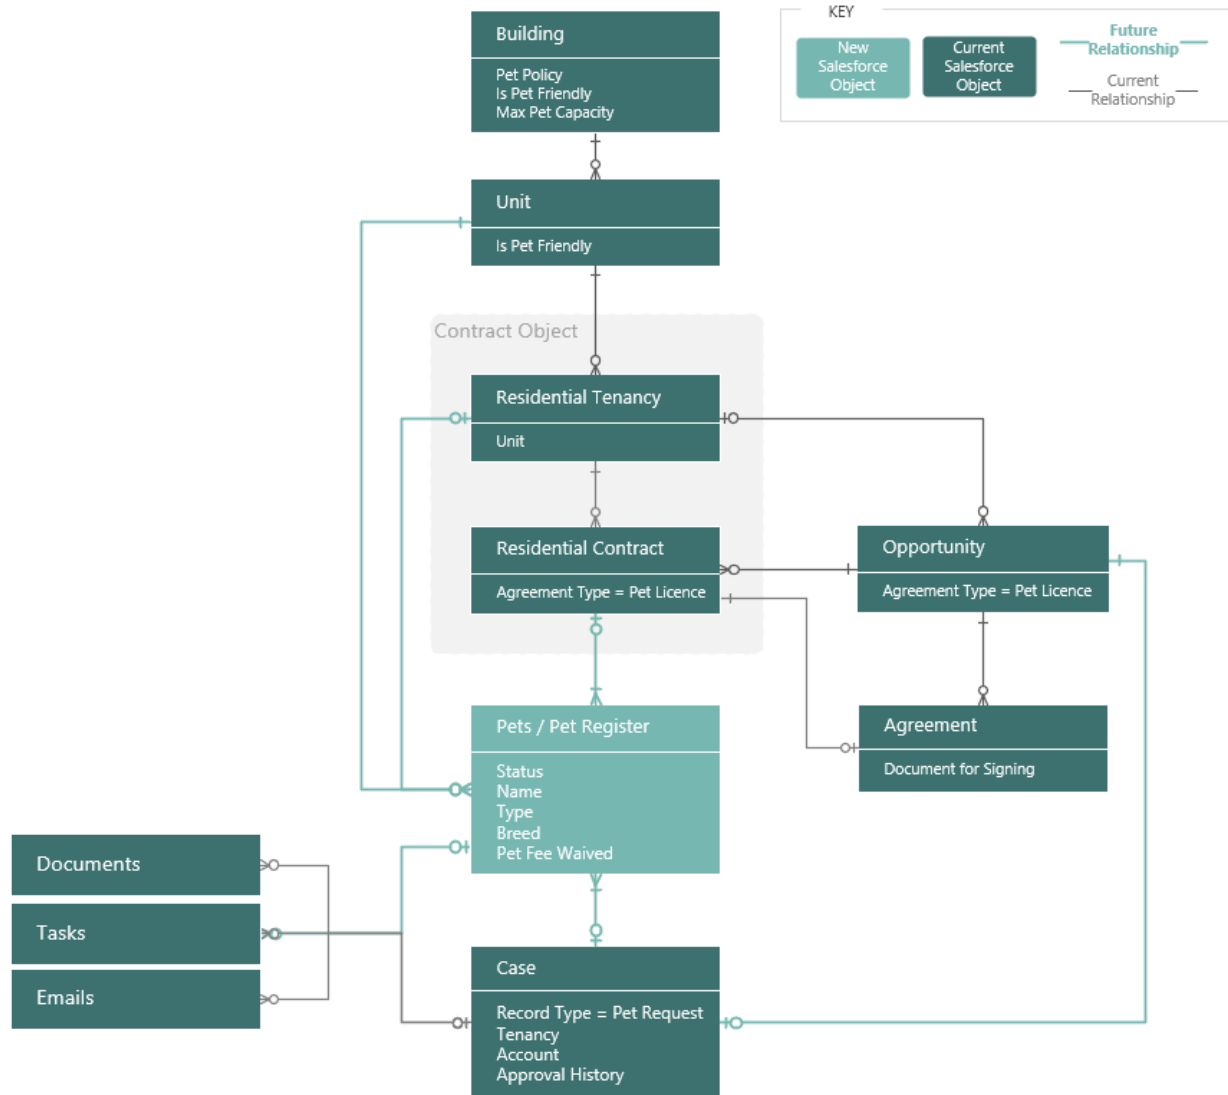 KEY
New
Salesforce
Object
Current
Salesforce
Object
Future
Relationship
Current
Relationship
Building
Pet Policy
Is Pet Friendly
Max Pet Capacity
Unit
Is Pet Friendly
Contract Object
Residential Tenancy
Unit
Residential Contract
Agreement Type = Pet Licence
Opportunity
Agreement Type = Pet Licence
Pets / Pet Register
Status
Name
Type
Breed
Pet Fee Waived
Agreement
Document for Signing
Documents
Tasks
Emails
Case
Record Type = Pet Request
Tenancy
Account
Approval History